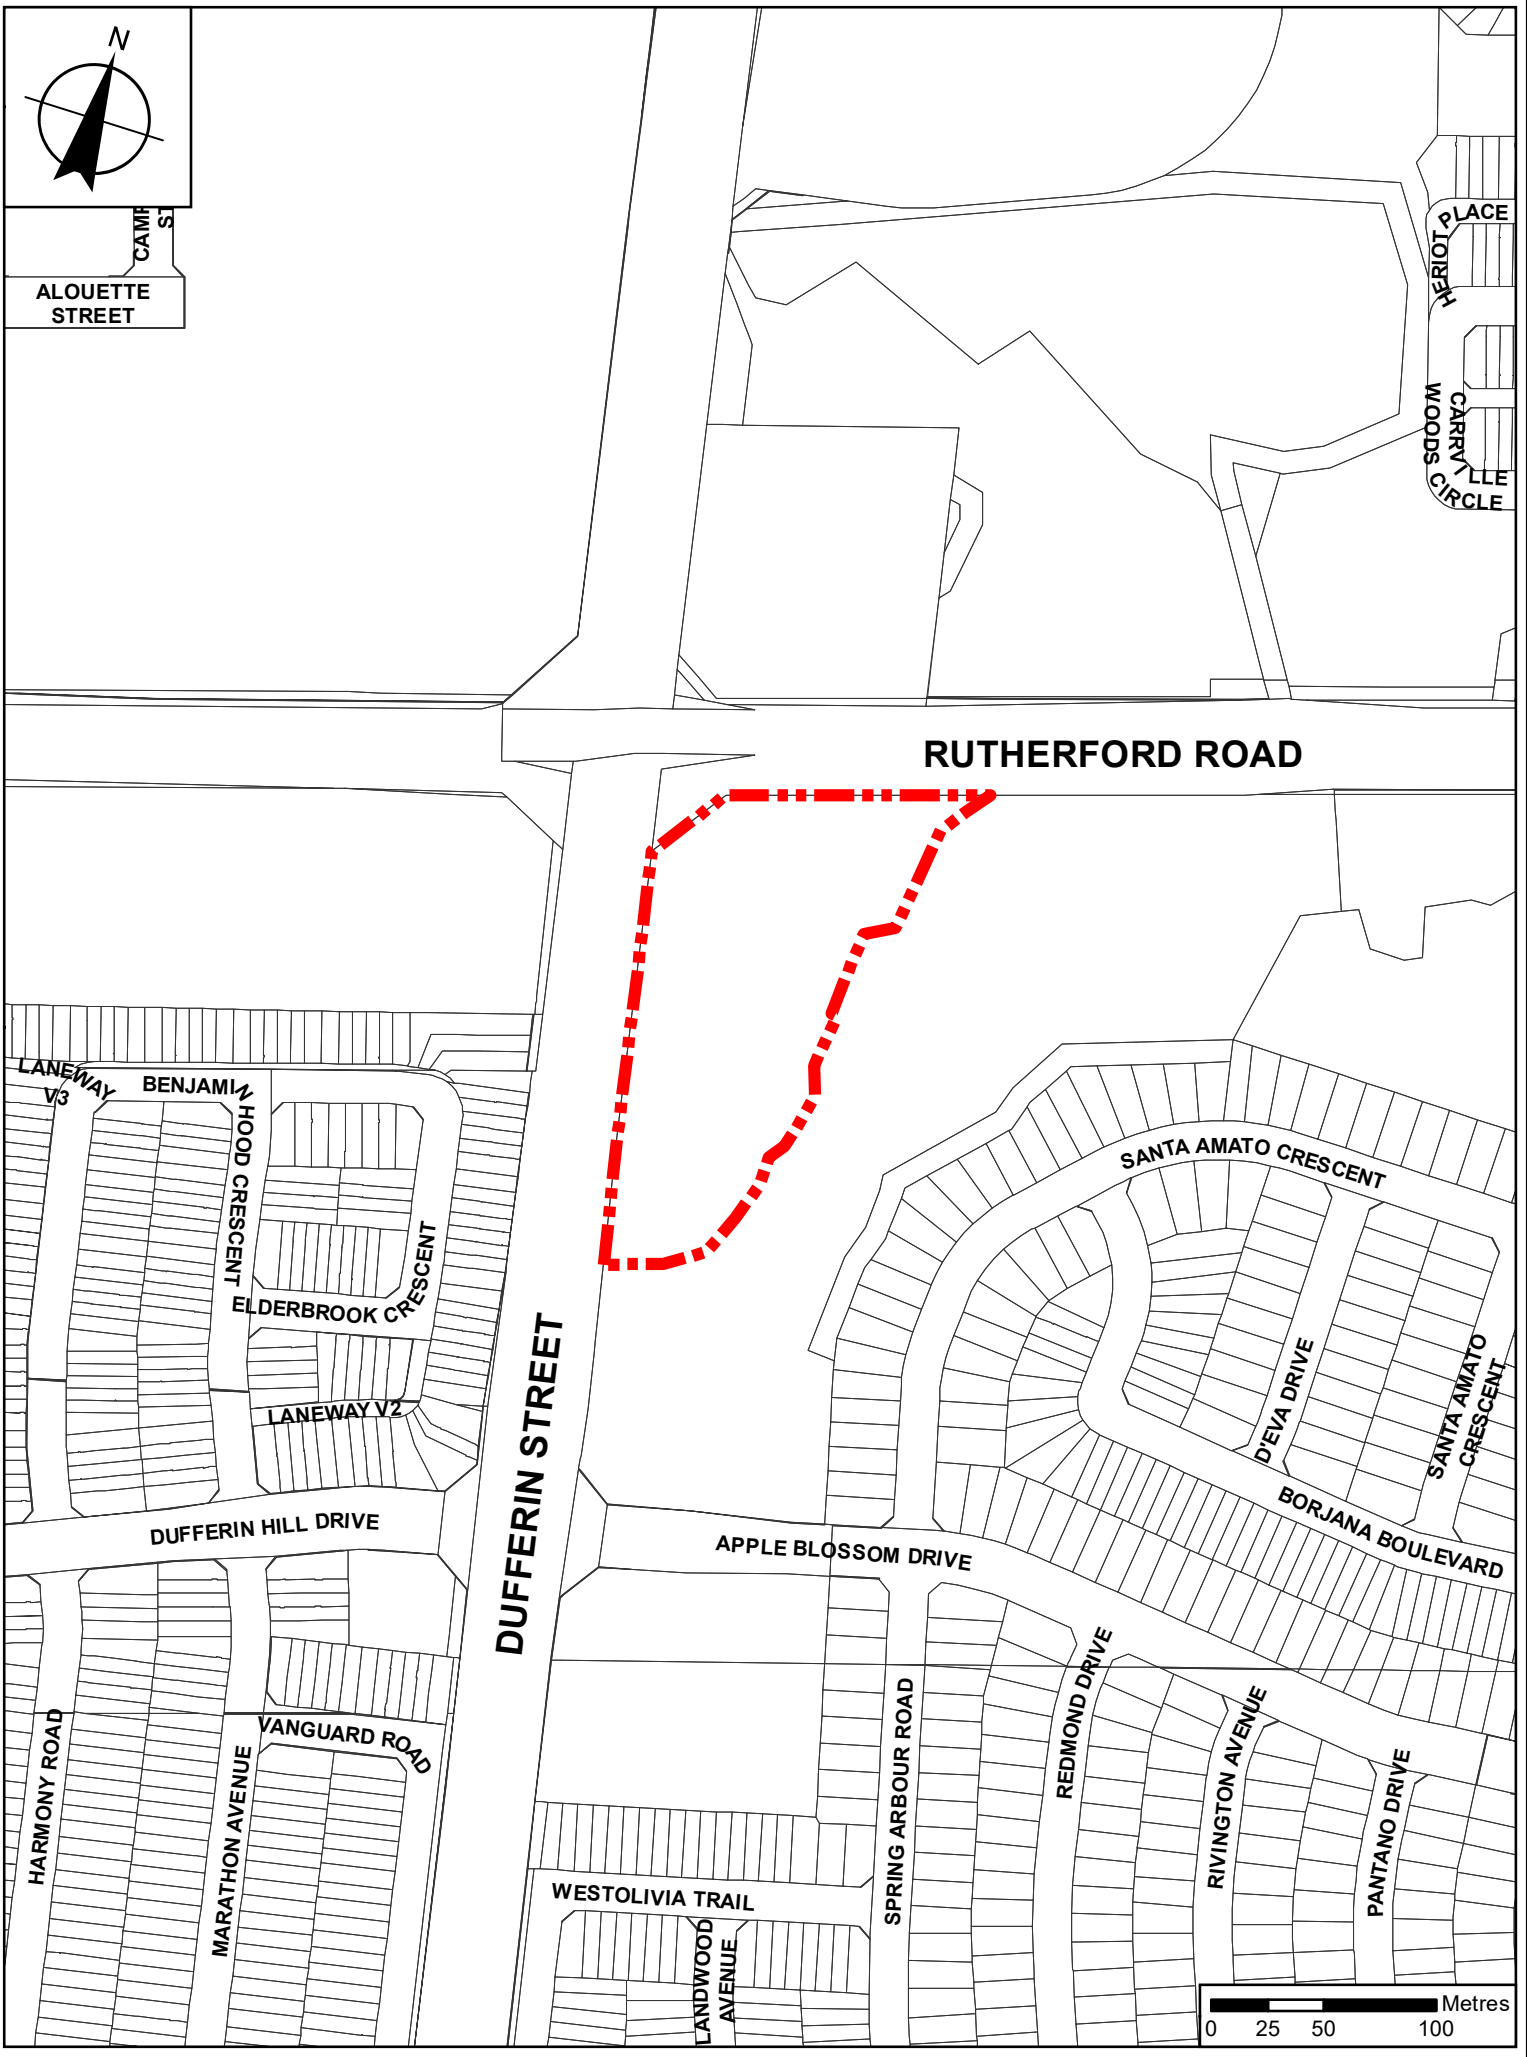 N
CAMP
ST
ALOUETTE
STREET
HERIOT PLACE
CARRVILLE
WOODS CIRCLE
RUTHERFORD ROAD
LANEWAY
V3
BENJAMIN HOOD CRESCENT
ELDERBROOK CRESCENT
LANEWAY V2
SANTA AMATO CRESCENT
D'EVA DRIVE
SANTA AMATO
CRESCENT
BORJANA BOULEVARD
DUFFERIN STREET
DUFFERIN HILL DRIVE
APPLE BLOSSOM DRIVE
HARMONY ROAD
MARATHON AVENUE
VANGUARD ROAD
SPRING ARBOUR ROAD
REDMOND DRIVE
RIVINGTON AVENUE
PANTANO DRIVE
WESTOLIVIA TRAIL
LANDWOOD
AVENUE
Metres
0 25 50 100